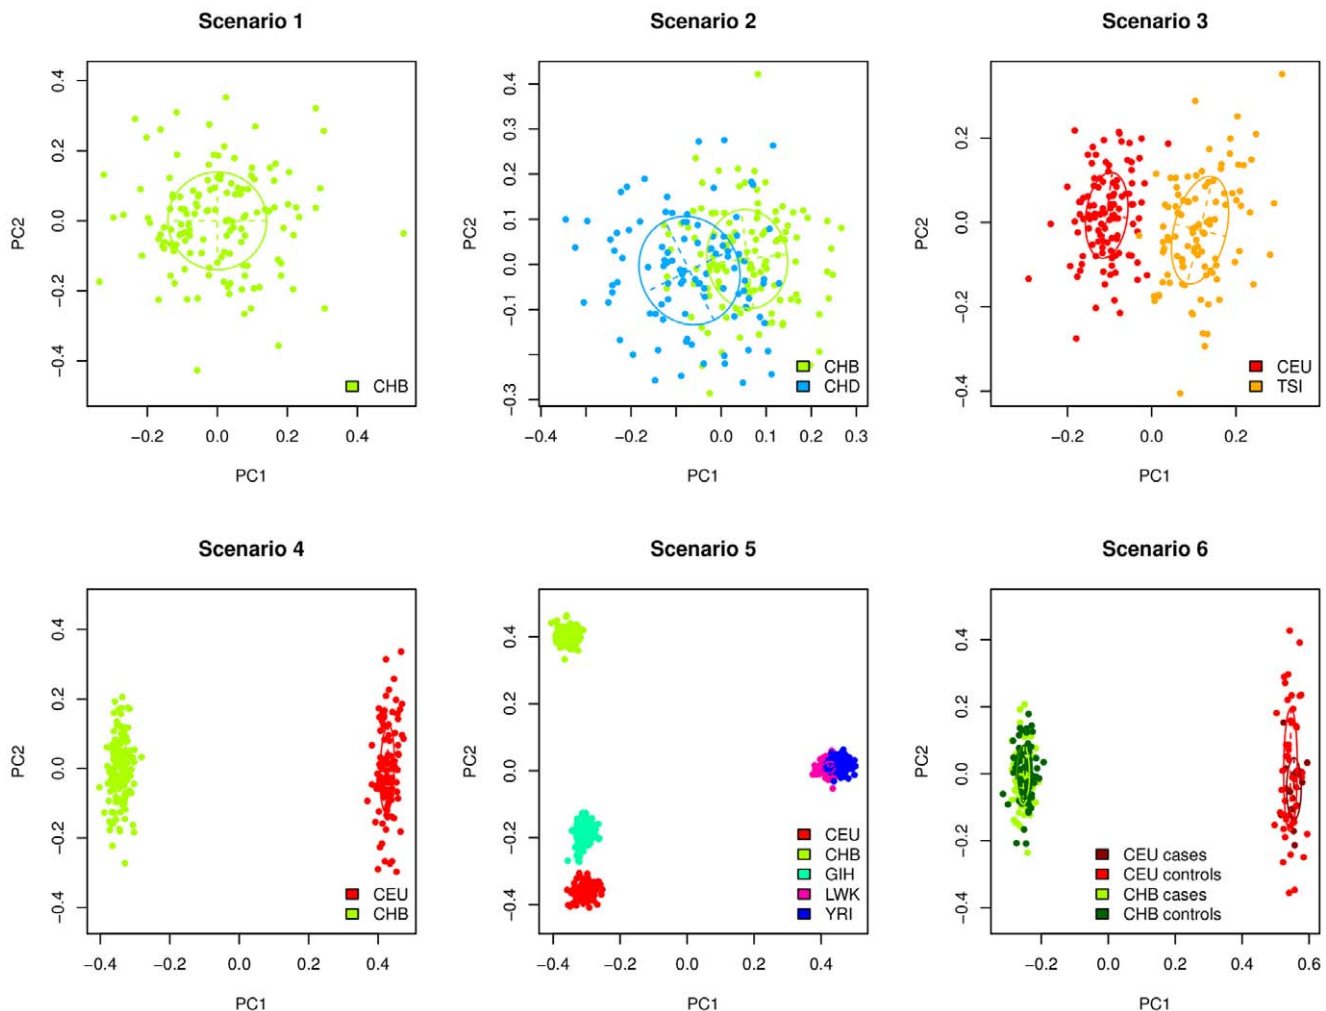 Scenario 1
Scenario 2
Scenario 3
0.4
0.2
0.0
−0.2
−0.4
PC2
−0.2
0.0
0.2
0.4
PC1
CHB
0.4
0.3
0.2
0.1
0.0
−0.1
−0.3
PC2
−0.4
−0.2
0.0
0.1
0.2
0.3
PC1
CHB
CHD
0.2
0.0
−0.2
−0.4
PC2
−0.2
0.0
0.2
PC1
CEU
TSI
Scenario 4
Scenario 5
Scenario 6
0.4
0.2
0.0
−0.2
−0.4
PC2
−0.4
−0.2
0.0
0.2
0.4
PC1
CEU
CHB
0.4
0.2
0.0
−0.2
−0.4
PC2
−0.4
−0.2
0.0
0.2
0.4
PC1
CEU
CHB
GIH
LWK
YRI
0.4
0.2
0.0
−0.2
−0.4
PC2
−0.2
0.0
0.2
0.4
0.6
PC1
CEU cases
CEU controls
CHB cases
CHB controls